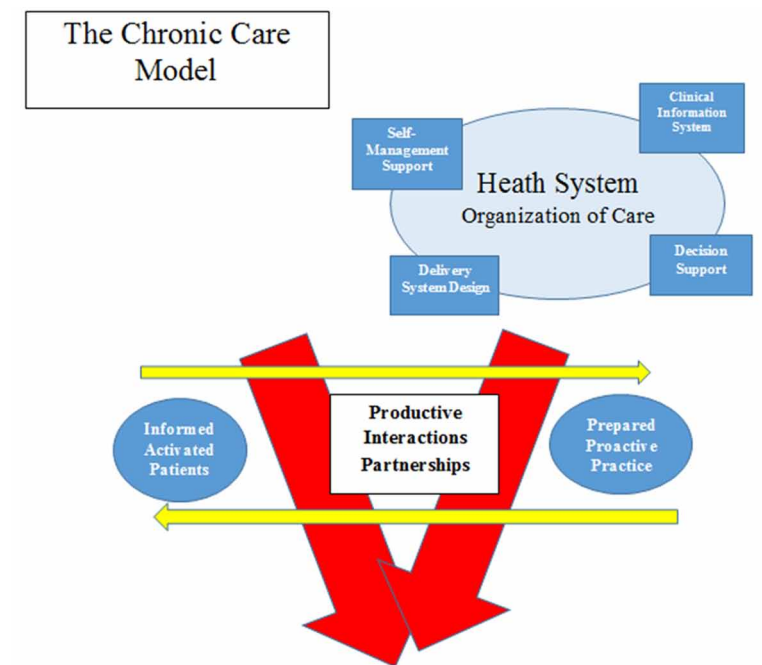 The Chronic Care
Model
Clinical
Information
System
Self-
Management
Support
Heath System
Organization of Care
Delivery
System Design
Decision
Support
Informed
Activated
Patients
Productive
Interactions
Partnerships
Prepared
Proactive
Practice